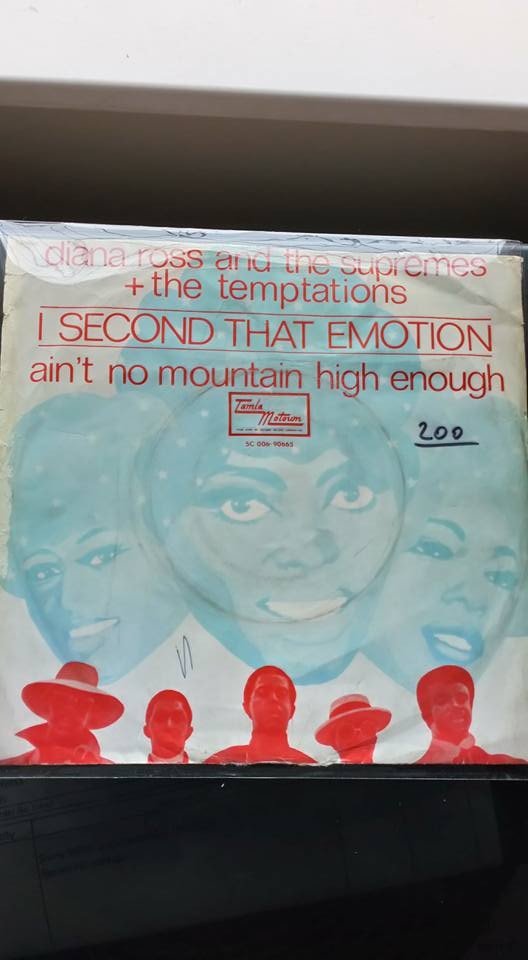 diana ross and the supremes
+ the temptations
I SECOND THAT EMOTION
ain't no mountain high enough
Tamla
Motown
5C 006-90665
200